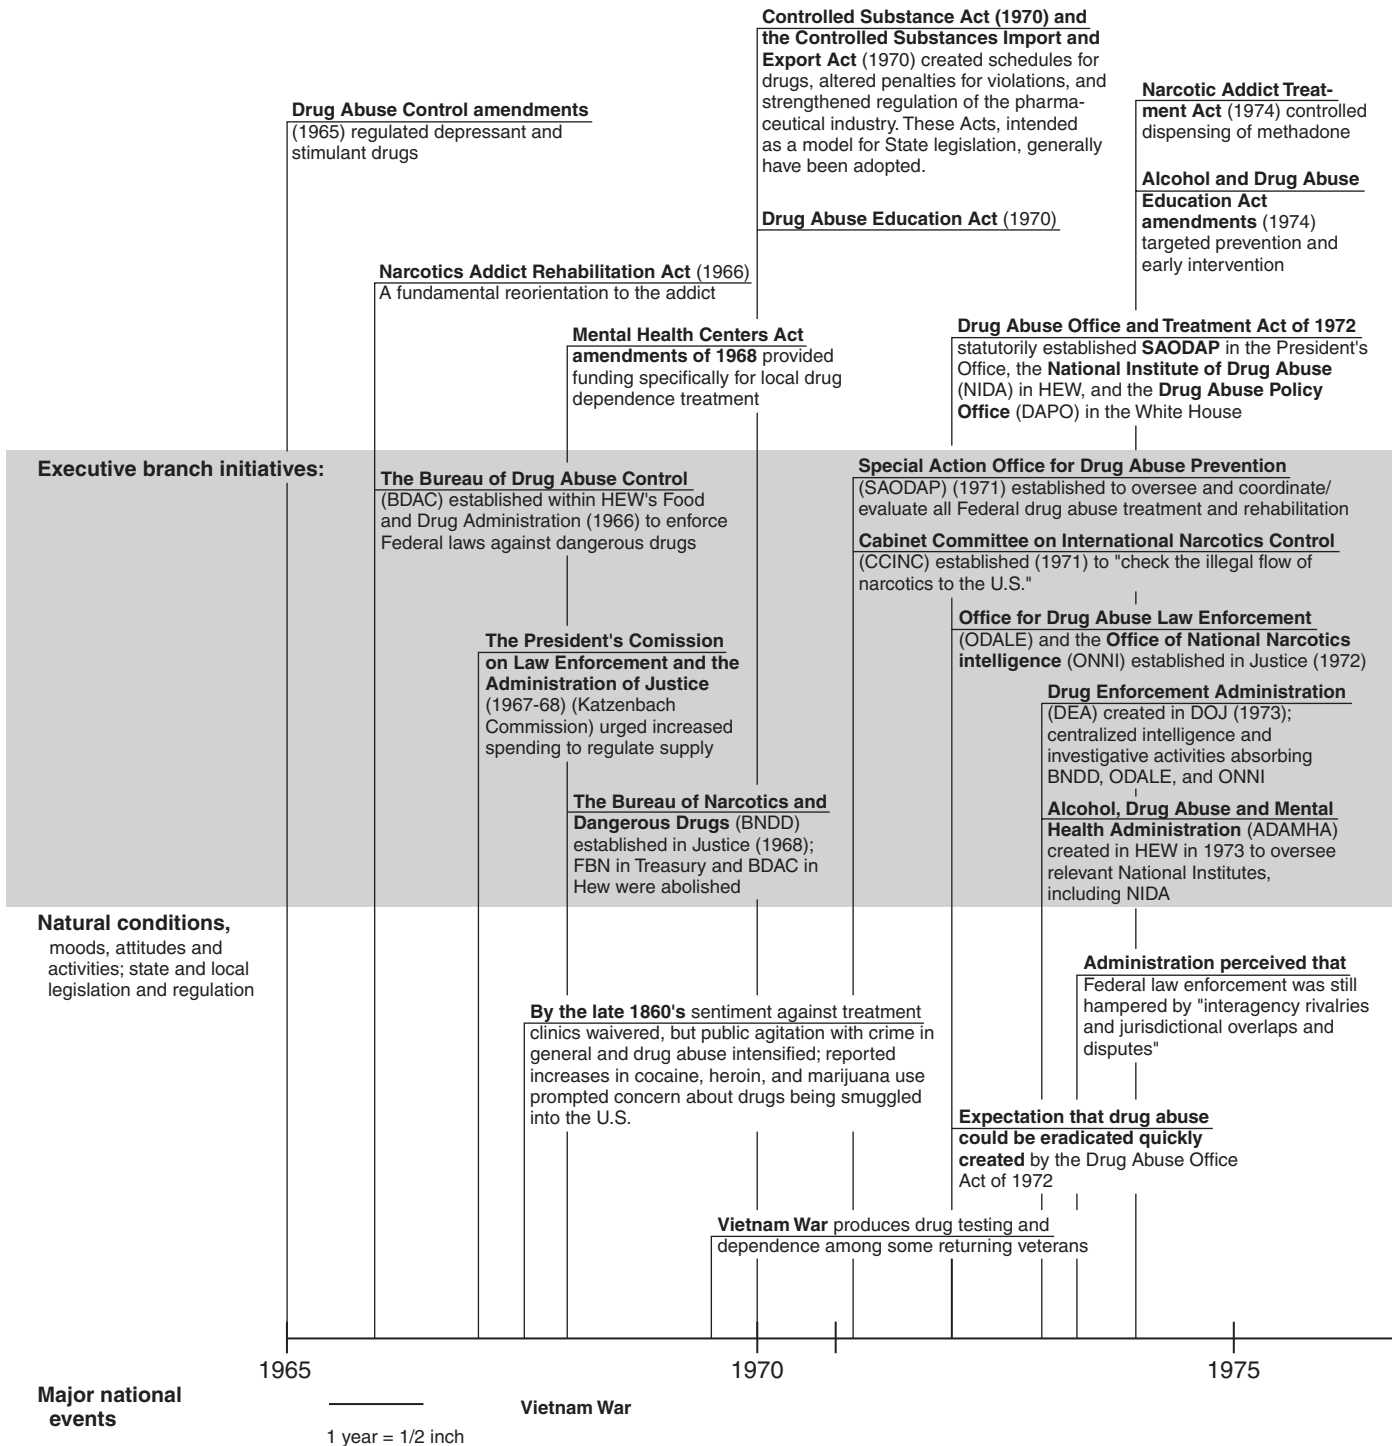 Controlled Substance Act (1970) and
the Controlled Substances Import and
Export Act (1970) created schedules for
drugs, altered penalties for violations, and
strengthened regulation of the pharma-
ceutical industry. These Acts, intended
as a model for State legislation, generally
have been adopted.
Narcotic Addict Treat-
ment Act (1974) controlled
dispensing of methadone
Drug Abuse Control amendments
(1965) regulated depressant and
stimulant drugs
Alcohol and Drug Abuse
Education Act
amendments (1974)
targeted prevention and
early intervention
Drug Abuse Education Act (1970)
Narcotics Addict Rehabilitation Act (1966)
A fundamental reorientation to the addict
Mental Health Centers Act
amendments of 1968 provided
funding specifically for local drug
dependence treatment
Drug Abuse Office and Treatment Act of 1972
statutorily established SAODAP in the President's
Office, the National Institute of Drug Abuse
(NIDA) in HEW, and the Drug Abuse Policy
Office (DAPO) in the White House
Executive branch initiatives:
The Bureau of Drug Abuse Control
(BDAC) established within HEW's Food
and Drug Administration (1966) to enforce
Federal laws against dangerous drugs
Special Action Office for Drug Abuse Prevention
(SAODAP) (1971) established to oversee and coordinate/
evaluate all Federal drug abuse treatment and rehabilitation
Cabinet Committee on International Narcotics Control
(CCINC) established (1971) to "check the illegal flow of
narcotics to the U.S."
Office for Drug Abuse Law Enforcement
(ODALE) and the Office of National Narcotics
intelligence (ONNI) established in Justice (1972)
The President's Comission
on Law Enforcement and the
Administration of Justice
(1967-68) (Katzenbach
Commission) urged increased
spending to regulate supply
Drug Enforcement Administration
(DEA) created in DOJ (1973);
centralized intelligence and
investigative activities absorbing
BNDD, ODALE, and ONNI
The Bureau of Narcotics and
Dangerous Drugs (BNDD)
established in Justice (1968);
FBN in Treasury and BDAC in
Hew were abolished
Alcohol, Drug Abuse and Mental
Health Administration (ADAMHA)
created in HEW in 1973 to oversee
relevant National Institutes,
including NIDA
Natural conditions,
moods, attitudes and
activities; state and local
legislation and regulation
Administration perceived that
Federal law enforcement was still
hampered by "interagency rivalries
and jurisdictional overlaps and
disputes"
By the late 1860's sentiment against treatment
clinics waivered, but public agitation with crime in
general and drug abuse intensified; reported
increases in cocaine, heroin, and marijuana use
prompted concern about drugs being smuggled
into the U.S.
Expectation that drug abuse
could be eradicated quickly
created by the Drug Abuse Office
Act of 1972
Vietnam War produces drug testing and
dependence among some returning veterans
1965
1970
1975
Major national
events
Vietnam War
1 year = 1/2 inch